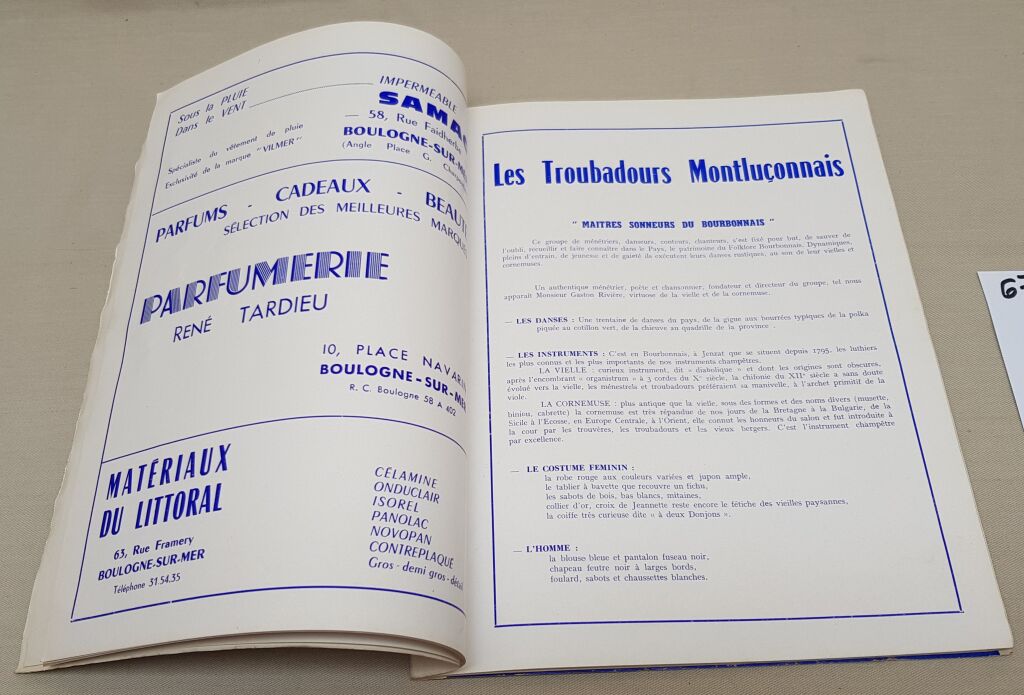 Sous la PLUIE
Dans le VENT
IMPERMÉABLE
SAMA
Spécialiste du vêtement de pluie
Exclusivité de la marque "VILMER"
— 58, Rue Faidherbe
BOULOGNE-SUR-M
(Angle Place G.
PARFUMS - CADEAUX - BEAUT
SÉLECTION DES MEILLEURES MARQUES
PARFUMERIE
RENÉ TARDIEU
10, PLACE NAVARIN
BOULOGNE-SUR-MER
R. C. Boulogne 58 A 402
MATÉRIAUX
DU LITTORAL
63, Rue Framery
BOULOGNE-SUR-MER
Téléphone 31.54.35
CÉLAMINE
ONDUCLAIR
ISOREL
PANOLAC
NOVOPAN
CONTREPLAQUÉ
Gros - demi gros - détail
Les Troubadours Montluçonnais
" MAITRES SONNEURS DU BOURBONNAIS "
Ce groupe de ménétriers, danseurs, conteurs, chanteurs, s'est fixé pour but, de sauver de
l'oubli, recueillir et faire connaître dans le Pays, le patrimoine du Folklore Bourbonnais. Dynamiques,
pleins d'entrain, de jeunesse et de gaieté ils exécutent leurs danses rustiques, au son de leur vielles et
cornemuses.
Un authentique ménétrier, poète et chansonnier, fondateur et directeur du groupe, tel nous
apparaît Monsieur Gaston Rivière, virtuose de la vielle et de la cornemuse.
— LES DANSES : Une trentaine de danses du pays, de la gigue aux bourrées typiques de la polka
piquée au cotillon vert, de la chieuve au quadrille de la province .
— LES INSTRUMENTS : C'est en Bourbonnais, à Jenzat que se situent depuis 1795, les luthiers
les plus connus et les plus importants de nos instruments champêtres.
LA VIELLE : curieux instrument, dit « diabolique » et dont les origines sont obscures,
après l'encombrant « organistrum » à 3 cordes du Xe siècle, la chifonie du XIIe siècle a sans doute
évolué vers la vielle, les ménestrels et troubadours préféraient sa manivelle, à l'archet primitif de la
viole.
LA CORNEMUSE : plus antique que la vielle, sous des formes et des noms divers (musette,
biniou, cabrette) la cornemuse est très répandue de nos jours de la Bretagne à la Bulgarie, de la
Sicile à l'Ecosse, en Europe Centrale, à l'Orient, elle connut les honneurs du salon et fut introduite à
la cour par les trouvères, les troubadours et les vieux bergers. C'est l'instrument champêtre
par excellence.
— LE COSTUME FEMININ :
la robe rouge aux couleurs variées et jupon ample,
le tablier à bavette que recouvre un fichu,
les sabots de bois, bas blancs, mitaines,
collier d'or, croix de Jeannette reste encore le fétiche des vieilles paysannes,
la coiffe très curieuse dite « à deux Donjons ».
— L'HOMME :
la blouse bleue et pantalon fuseau noir,
chapeau feutre noir à larges bords,
foulard, sabots et chaussettes blanches.